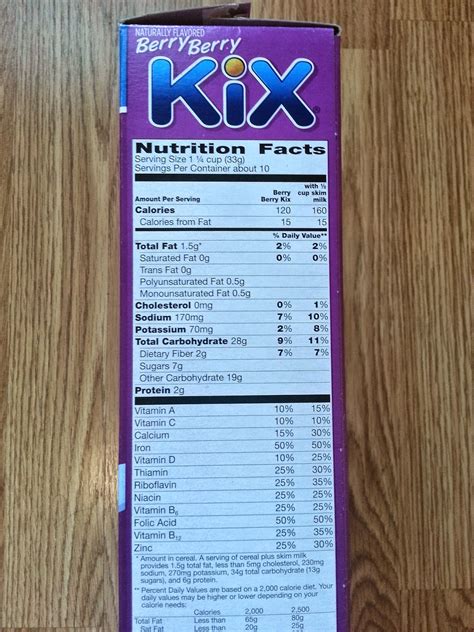 NATURALLY FLAVORED
Berry Berry
Kix®
Nutrition Facts
Serving Size 1 ¼ cup (33g)
Servings Per Container about 10
Amount Per Serving Berry Berry Kix with ½ cup skim milk
Calories 120 160
Calories from Fat 15 15
% Daily Value**
Total Fat 1.5g* 2% 2%
Saturated Fat 0g 0% 0%
Trans Fat 0g
Polyunsaturated Fat 0.5g
Monounsaturated Fat 0.5g
Cholesterol 0mg 0% 1%
Sodium 170mg 7% 10%
Potassium 70mg 2% 8%
Total Carbohydrate 28g 9% 11%
Dietary Fiber 2g 7% 7%
Sugars 7g
Other Carbohydrate 19g
Protein 2g
Vitamin A 10% 15%
Vitamin C 10% 10%
Calcium 15% 30%
Iron 50% 50%
Vitamin D 10% 25%
Thiamin 25% 30%
Riboflavin 25% 35%
Niacin 25% 25%
Vitamin B6 25% 25%
Folic Acid 50% 50%
Vitamin B12 25% 35%
Zinc 25% 30%
* Amount in cereal. A serving of cereal plus skim milk
provides 1.5g total fat, less than 5mg cholesterol, 230mg
sodium, 270mg potassium, 34g total carbohydrate (13g
sugars), and 6g protein.
** Percent Daily Values are based on a 2,000 calorie diet. Your
daily values may be higher or lower depending on your
calorie needs:
Calories 2,000 2,500
Total Fat Less than 65g 80g
Sat Fat Less than 20g 25g